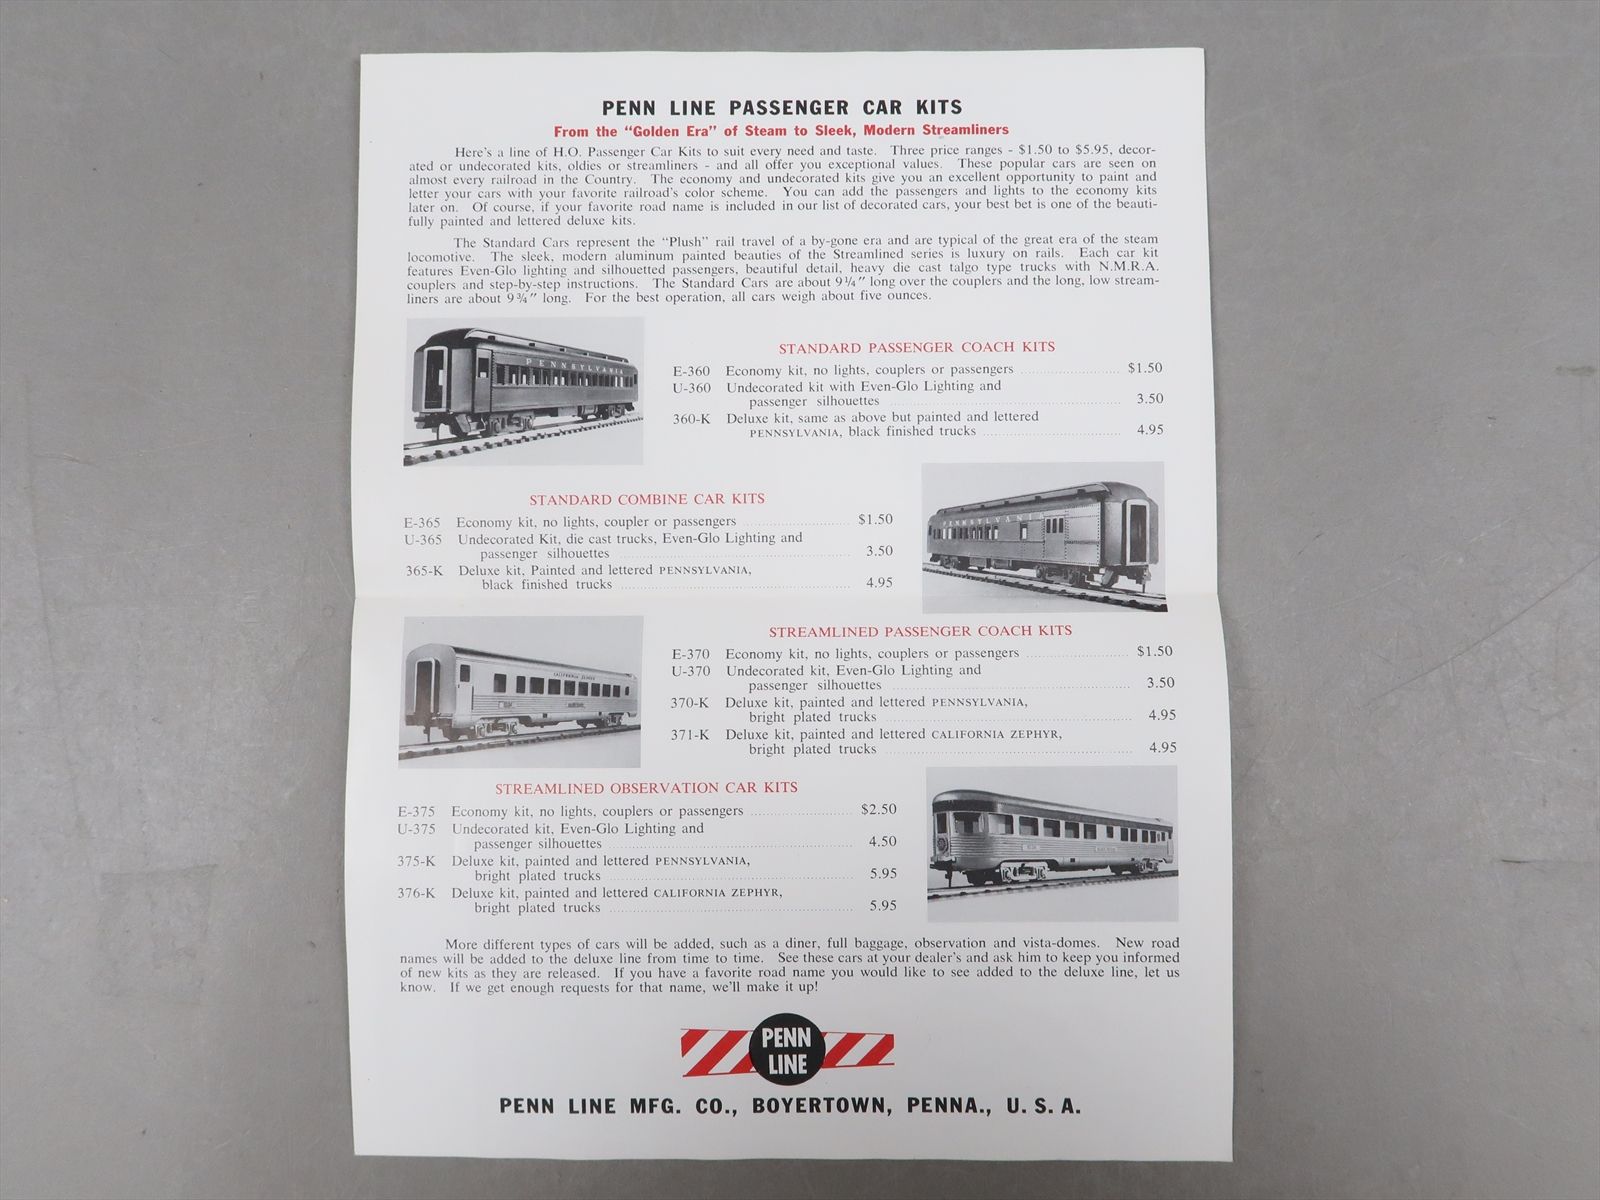 PENN LINE PASSENGER CAR KITS
From the "Golden Era" of Steam to Sleek, Modern Streamliners
Here's a line of H.O. Passenger Car Kits to suit every need and taste. Three price ranges - $1.50 to $5.95, decor-
ated or undecorated kits, oldies or streamliners - and all offer you exceptional values. These popular cars are seen on
almost every railroad in the Country. The economy and undecorated kits give you an excellent opportunity to paint and
letter your cars with your favorite railroad's color scheme. You can add the passengers and lights to the economy kits
later on. Of course, if your favorite road name is included in our list of decorated cars, your best bet is one of the beauti-
fully painted and lettered deluxe kits.
The Standard Cars represent the "Plush" rail travel of a by-gone era and are typical of the great era of the steam
locomotive. The sleek, modern aluminum painted beauties of the Streamlined series is luxury on rails. Each car kit
features Even-Glo lighting and silhouetted passengers, beautiful detail, heavy die cast talgo type trucks with N.M.R.A.
couplers and step-by-step instructions. The Standard Cars are about 9¼" long over the couplers and the long, low stream-
liners are about 9¾" long. For the best operation, all cars weigh about five ounces.
PENNSYLVANIA
STANDARD PASSENGER COACH KITS
E-360 Economy kit, no lights, couplers or passengers $1.50
U-360 Undecorated kit with Even-Glo Lighting and
passenger silhouettes 3.50
360-K Deluxe kit, same as above but painted and lettered
PENNSYLVANIA, black finished trucks 4.95
STANDARD COMBINE CAR KITS
E-365 Economy kit, no lights, coupler or passengers $1.50
U-365 Undecorated Kit, die cast trucks, Even-Glo Lighting and
passenger silhouettes 3.50
365-K Deluxe kit, Painted and lettered PENNSYLVANIA,
black finished trucks 4.95
PENNSYLVANIA
CALIFORNIA ZEPHYR
STREAMLINED PASSENGER COACH KITS
E-370 Economy kit, no lights, couplers or passengers $1.50
U-370 Undecorated kit, Even-Glo Lighting and
passenger silhouettes 3.50
370-K Deluxe kit, painted and lettered PENNSYLVANIA,
bright plated trucks 4.95
371-K Deluxe kit, painted and lettered CALIFORNIA ZEPHYR,
bright plated trucks 4.95
STREAMLINED OBSERVATION CAR KITS
E-375 Economy kit, no lights, couplers or passengers $2.50
U-375 Undecorated kit, Even-Glo Lighting and
passenger silhouettes 4.50
375-K Deluxe kit, painted and lettered PENNSYLVANIA,
bright plated trucks 5.95
376-K Deluxe kit, painted and lettered CALIFORNIA ZEPHYR,
bright plated trucks 5.95
More different types of cars will be added, such as a diner, full baggage, observation and vista-domes. New road
names will be added to the deluxe line from time to time. See these cars at your dealer's and ask him to keep you informed
of new kits as they are released. If you have a favorite road name you would like to see added to the deluxe line, let us
know. If we get enough requests for that name, we'll make it up!
PENN
LINE
PENN LINE MFG. CO., BOYERTOWN, PENNA., U. S. A.